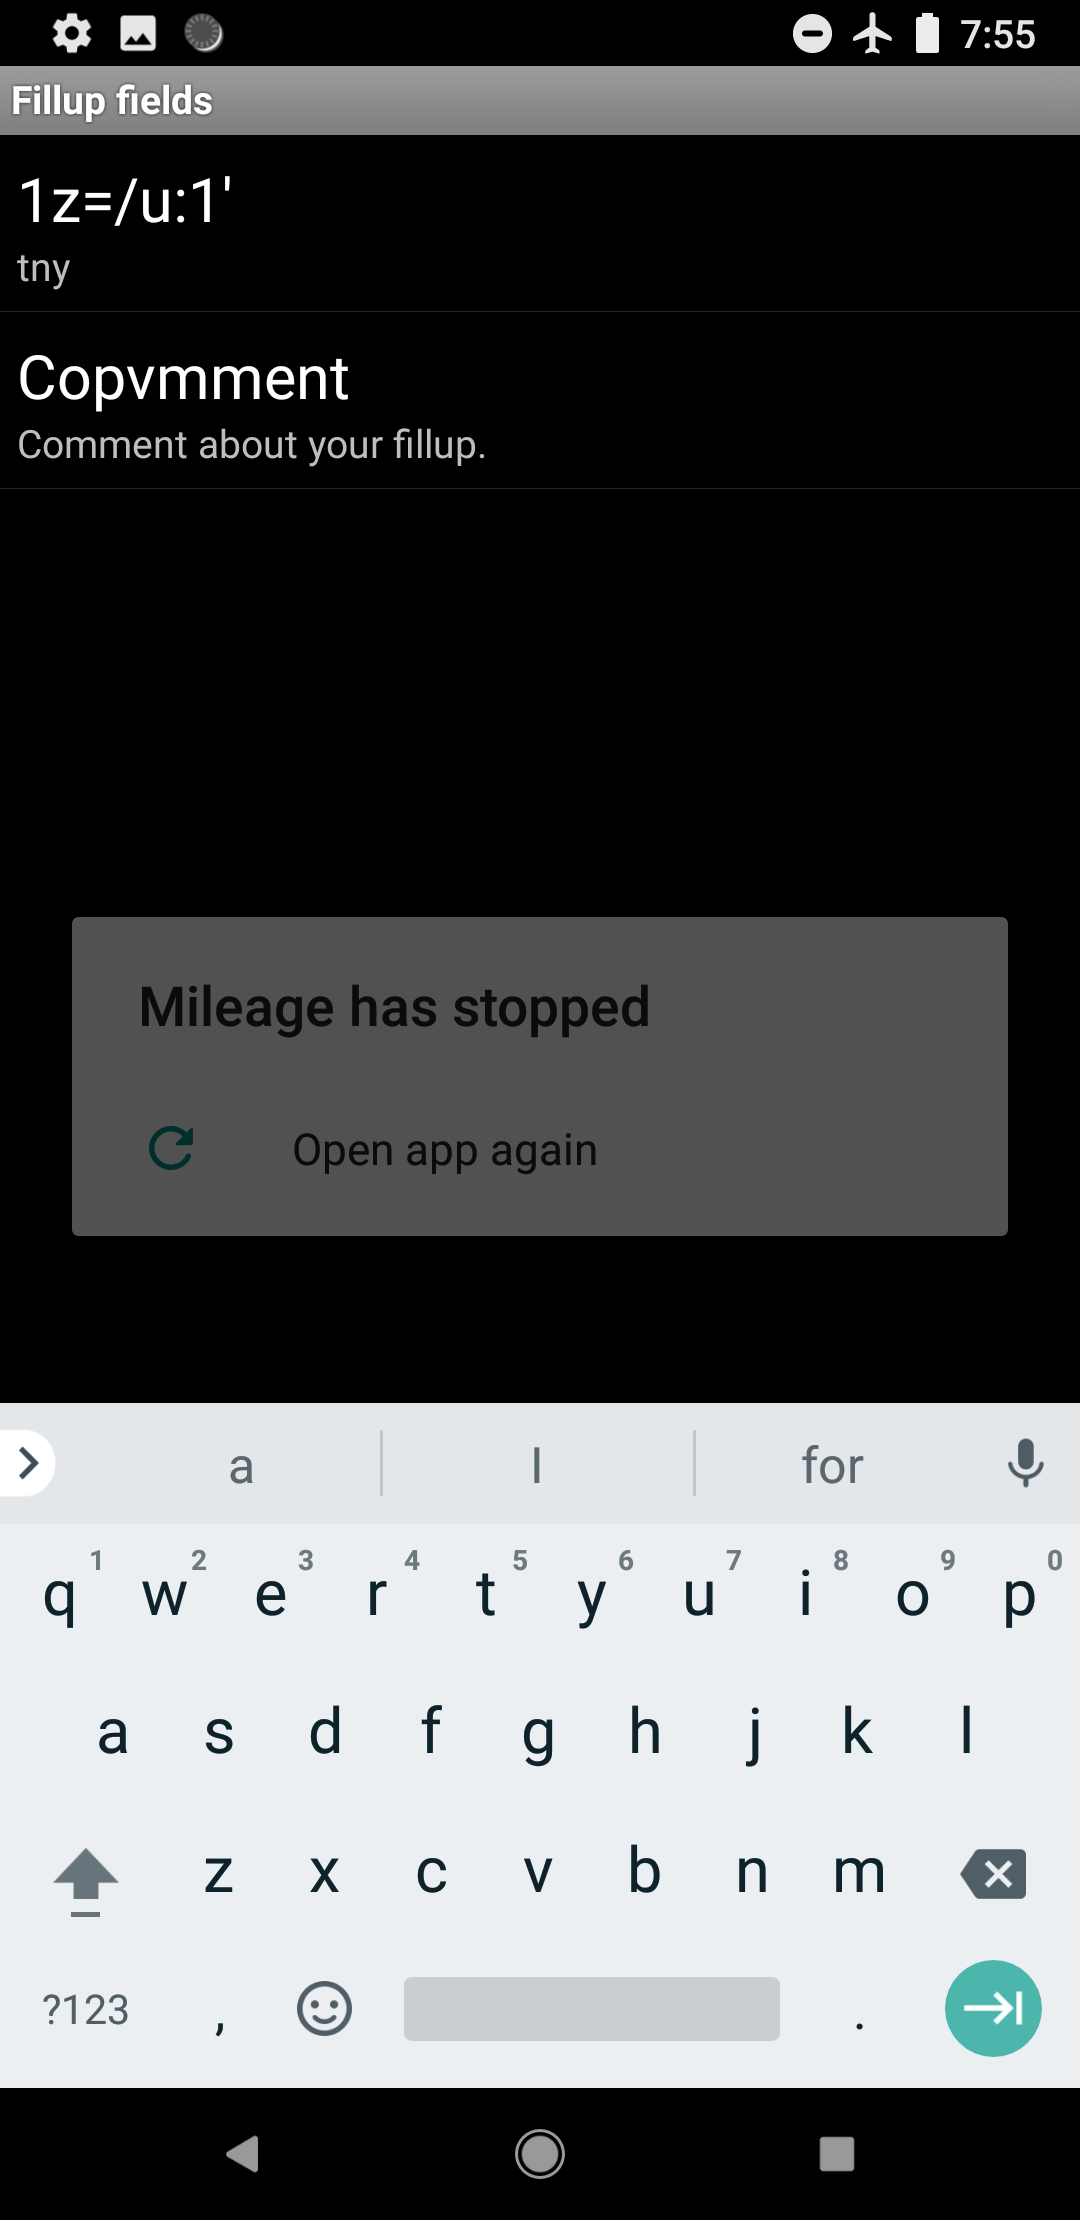 7:55
Fillup fields
1z=/u:1'
tny
Copvmment
Comment about your fillup.
Mileage has stopped
Open app again
a I for
1 2 3 4 5 6 7 8 9 0
q w e r t y u i o p
a s d f g h j k l
z x c v b n m
?123 , .